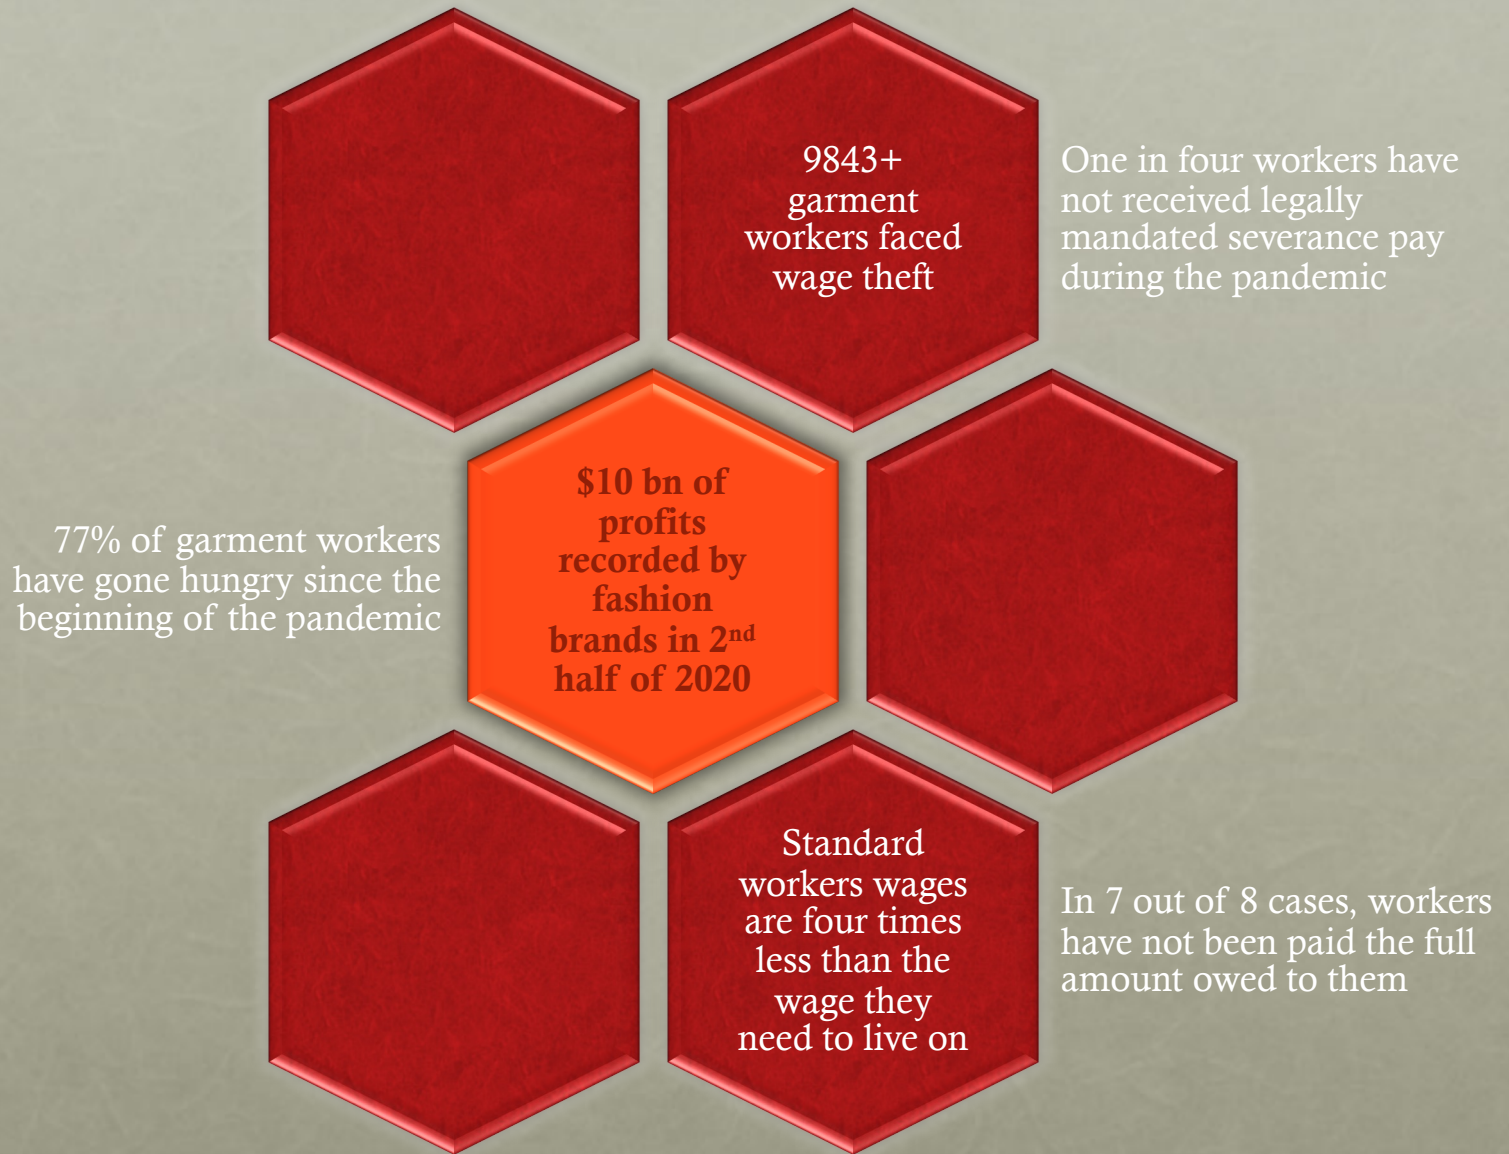 9843+
garment
workers faced
wage theft
One in four workers have
not received legally
mandated severance pay
during the pandemic
77% of garment workers
have gone hungry since the
beginning of the pandemic
$10 bn of
profits
recorded by
fashion
brands in 2nd
half of 2020
Standard
workers wages
are four times
less than the
wage they
need to live on
In 7 out of 8 cases, workers
have not been paid the full
amount owed to them